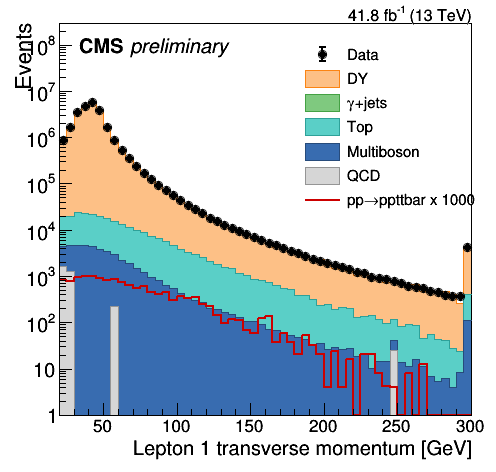 41.8 fb⁻¹ (13 TeV)
CMS preliminary
Events
Data
DY
γ+jets
Top
Multiboson
QCD
pp→ppttbar x 1000
10⁸
10⁷
10⁶
10⁵
10⁴
10³
10²
10
1
50 100 150 200 250 300
Lepton 1 transverse momentum [GeV]